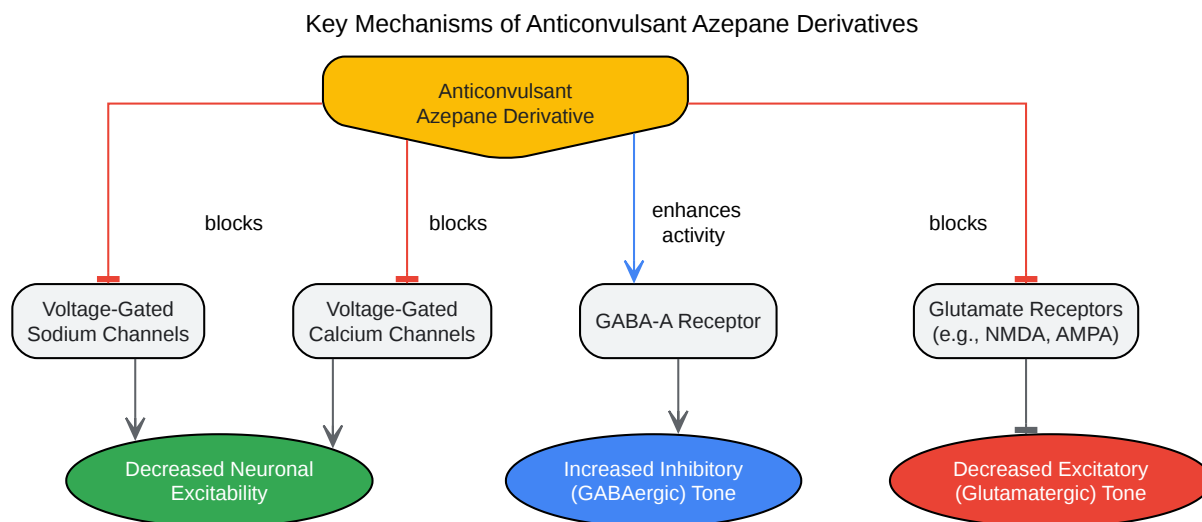 Key Mechanisms of Anticonvulsant Azepane Derivatives
Anticonvulsant
Azepane Derivative
blocks
blocks
enhances
activity
blocks
Voltage-Gated
Sodium Channels
Voltage-Gated
Calcium Channels
GABA-A Receptor
Glutamate Receptors
(e.g., NMDA, AMPA)
Decreased Neuronal
Excitability
Increased Inhibitory
(GABAergic) Tone
Decreased Excitatory
(Glutamatergic) Tone